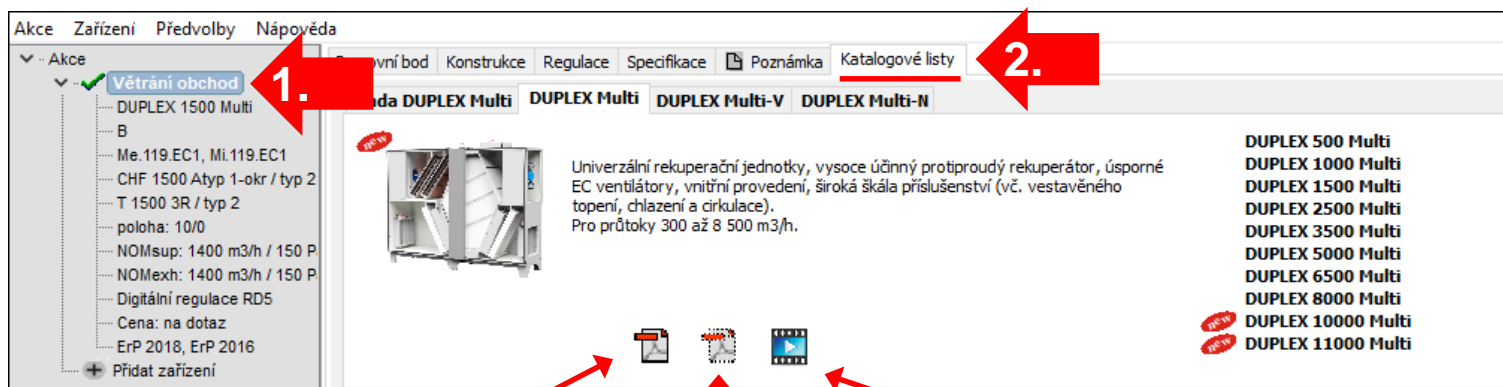 Akce Zařízení Předvolby Nápověda
Akce
Větrání obchod
DUPLEX 1500 Multi
B
Me.119.EC1, Mi.119.EC1
CHF 1500 Atyp 1-okr / typ 2
T 1500 3R / typ 2
poloha: 10/0
NOMsup: 1400 m3/h / 150 P
NOMexh: 1400 m3/h / 150 P
Digitální regulace RD5
Cena: na dotaz
ErP 2018, ErP 2016
Přidat zařízení
1.
bod Konstrukce Regulace Specifikace Poznámka Katalogové listy
2.
DUPLEX Multi DUPLEX Multi DUPLEX Multi-V DUPLEX Multi-N
new
Univerzální rekuperační jednotky, vysoce účinný protiproudý rekuperátor, úsporné
EC ventilátory, vnitřní provedení, široká škála příslušenství (vč. vestavěného
topení, chlazení a cirkulace).
Pro průtoky 300 až 8 500 m3/h.
DUPLEX 500 Multi
DUPLEX 1000 Multi
DUPLEX 1500 Multi
DUPLEX 2500 Multi
DUPLEX 3500 Multi
DUPLEX 5000 Multi
DUPLEX 6500 Multi
DUPLEX 8000 Multi
new DUPLEX 10000 Multi
new DUPLEX 11000 Multi